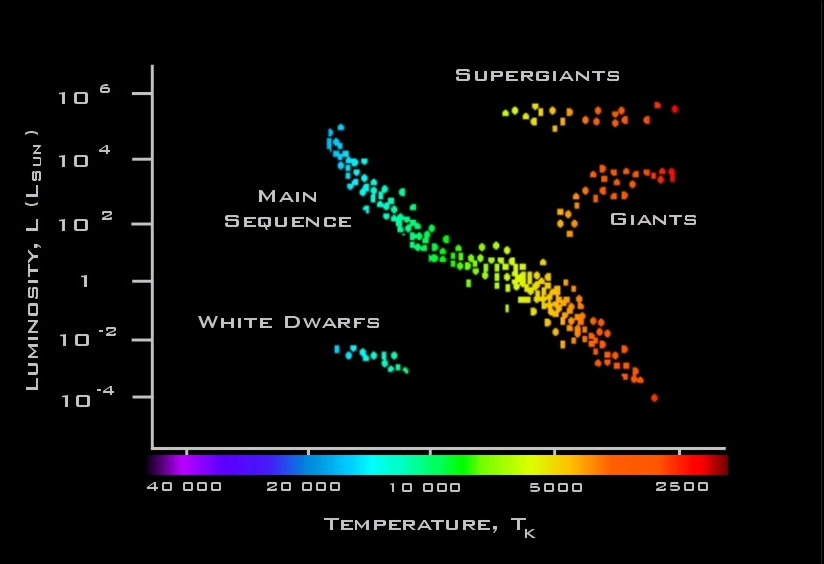 SUPERGIANTS
10 6
10 4
MAIN
SEQUENCE
10 2
GIANTS
1
WHITE DWARFS
10 -2
10 -4
LUMINOSITY, L (LSUN)
40 000 20 000 10 000 5000 2500
TEMPERATURE, TK